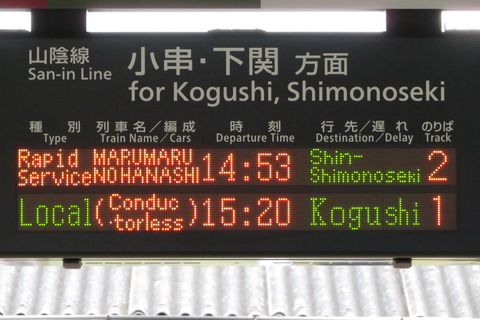 山陰線 小串・下関 方面
San-in Line for Kogushi, Shimonoseki
種別 列車名／編成 時刻 行先／遅れ のりば
Type Train Name／Cars Departure Time Destination／Delay Track
Rapid Service MARUMARU NOHANASHI 14:53 Shin-Shimonoseki 2
Local (Conduc-torless) 15:20 Kogushi 1